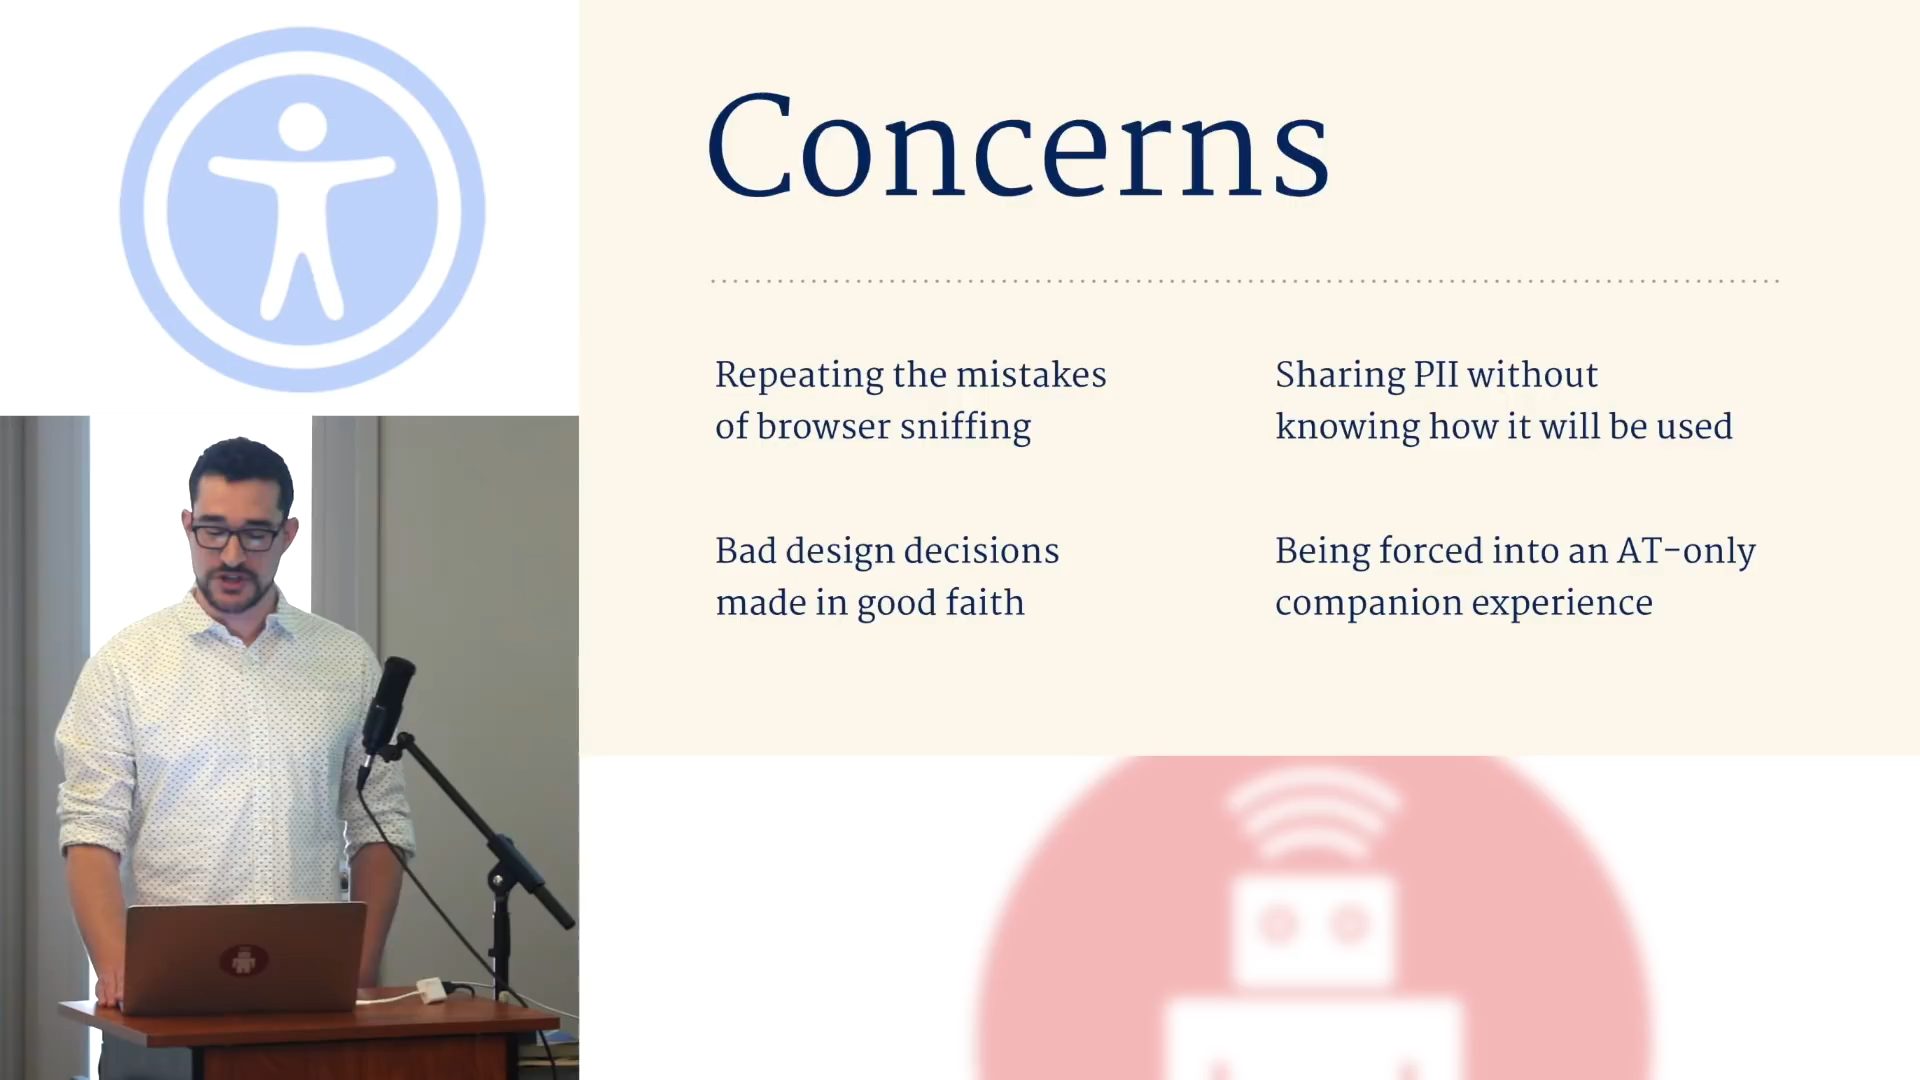 Concerns
Repeating the mistakes
of browser sniffing
Sharing PII without
knowing how it will be used
Bad design decisions
made in good faith
Being forced into an AT-only
companion experience